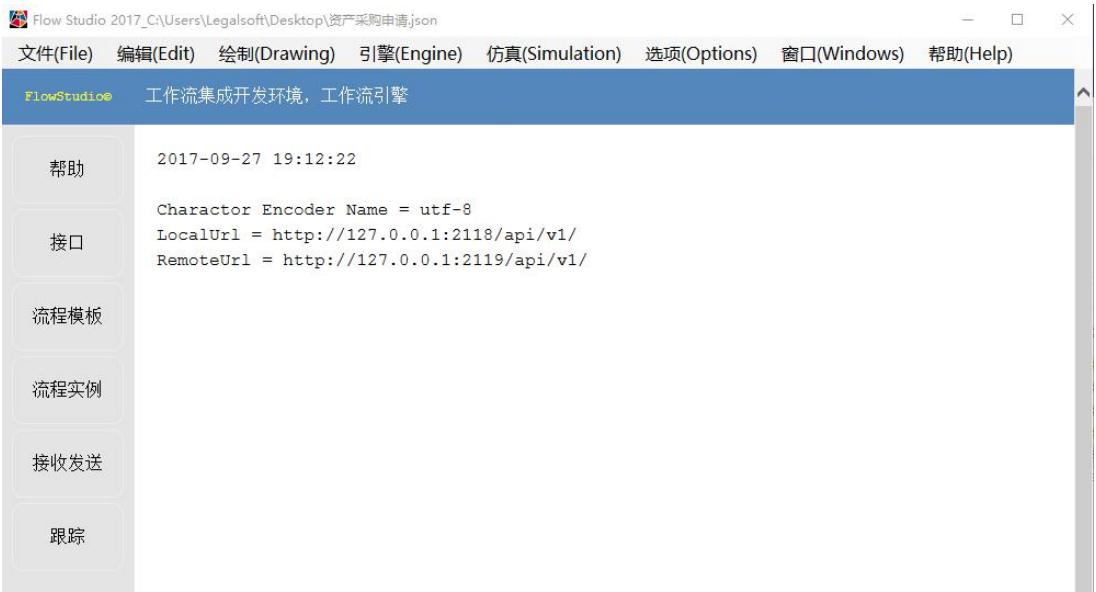 Flow Studio 2017_C:\Users\Legalsoft\Desktop\资产采购申请.json
文件(File) 编辑(Edit) 绘制(Drawing) 引擎(Engine) 仿真(Simulation) 选项(Options) 窗口(Windows) 帮助(Help)
FlowStudio® 工作流集成开发环境，工作流引擎
帮助
接口
流程模板
流程实例
接收发送
跟踪
2017-09-27 19:12:22
Charactor Encoder Name = utf-8
LocalUrl = http://127.0.0.1:2118/api/v1/
RemoteUrl = http://127.0.0.1:2119/api/v1/